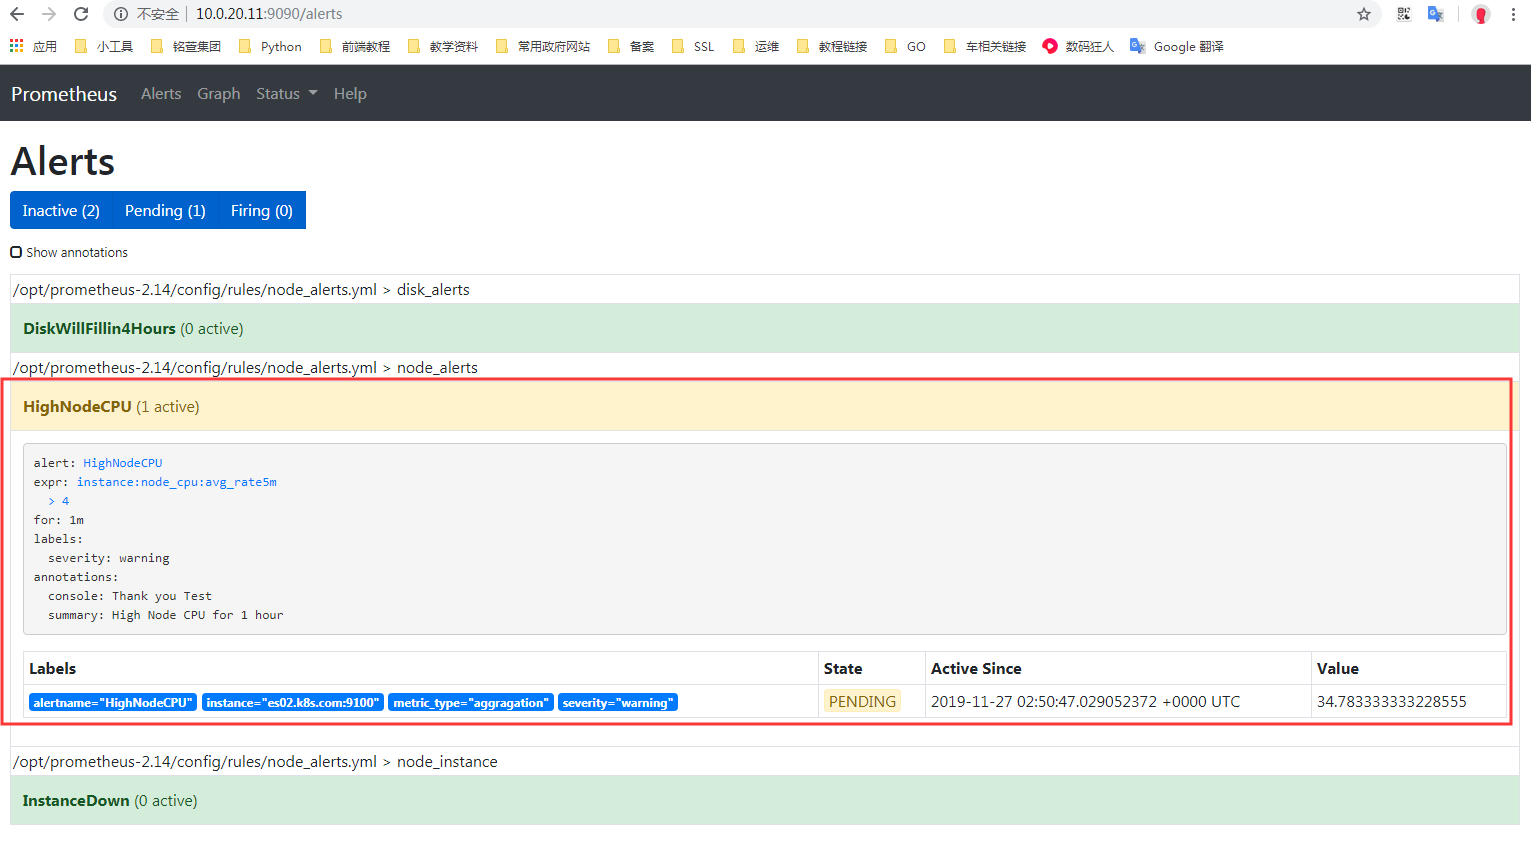 不安全 | 10.0.20.11:9090/alerts
应用 小工具 铭萱集团 Python 前端教程 教学资料 常用政府网站 备案 SSL 运维 教程链接 GO 车相关链接 数码狂人 Google 翻译
Prometheus Alerts Graph Status Help
Alerts
Inactive (2) Pending (1) Firing (0)
Show annotations
/opt/prometheus-2.14/config/rules/node_alerts.yml > disk_alerts
DiskWillFillin4Hours (0 active)
/opt/prometheus-2.14/config/rules/node_alerts.yml > node_alerts
HighNodeCPU (1 active)
alert: HighNodeCPU
expr: instance:node_cpu:avg_rate5m
> 4
for: 1m
labels:
severity: warning
annotations:
console: Thank you Test
summary: High Node CPU for 1 hour
Labels State Active Since Value
alertname="HighNodeCPU" instance="es02.k8s.com:9100" metric_type="aggragation" severity="warning" PENDING 2019-11-27 02:50:47.029052372 +0000 UTC 34.783333333228555
/opt/prometheus-2.14/config/rules/node_alerts.yml > node_instance
InstanceDown (0 active)